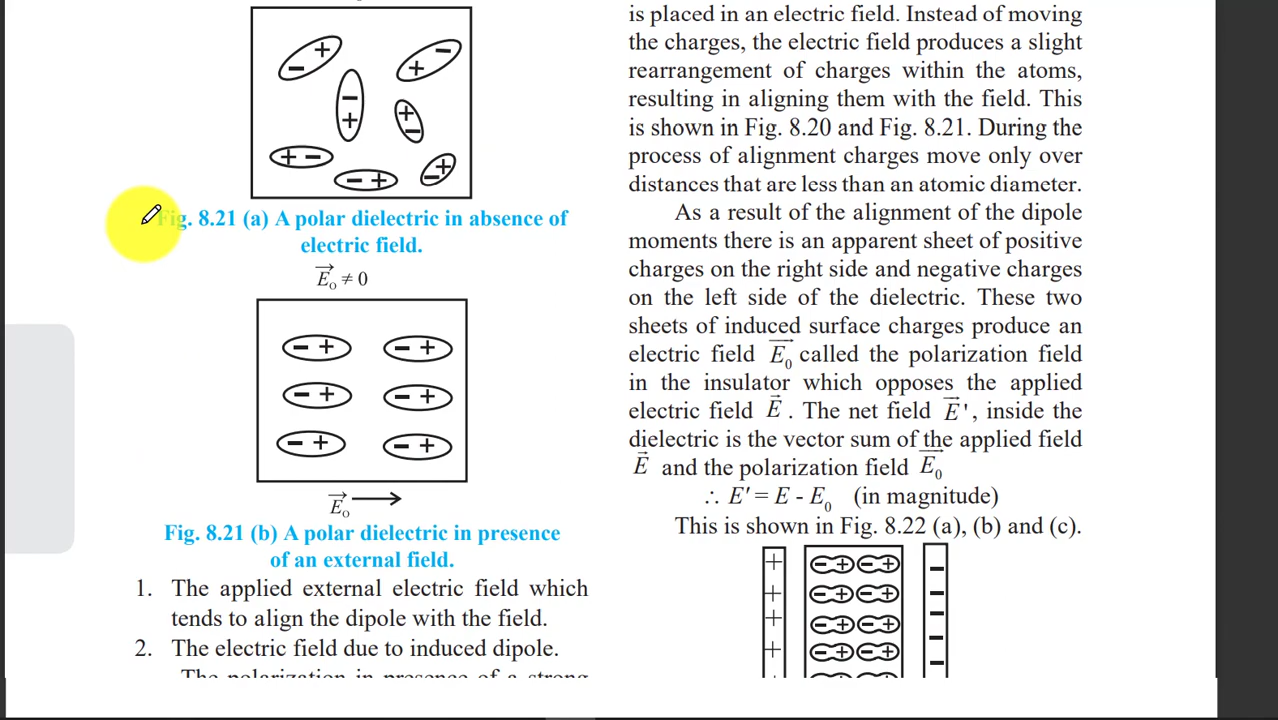 Fig. 8.21 (a) A polar dielectric in absence of
electric field.
E₀ ≠ 0
E₀
Fig. 8.21 (b) A polar dielectric in presence
of an external field.
1. The applied external electric field which
tends to align the dipole with the field.
2. The electric field due to induced dipole.
The polarization in presence of a strong
is placed in an electric field. Instead of moving
the charges, the electric field produces a slight
rearrangement of charges within the atoms,
resulting in aligning them with the field. This
is shown in Fig. 8.20 and Fig. 8.21. During the
process of alignment charges move only over
distances that are less than an atomic diameter.
As a result of the alignment of the dipole
moments there is an apparent sheet of positive
charges on the right side and negative charges
on the left side of the dielectric. These two
sheets of induced surface charges produce an
electric field E₀ called the polarization field
in the insulator which opposes the applied
electric field E . The net field E', inside the
dielectric is the vector sum of the applied field
E and the polarization field E₀
∴ E' = E - E₀ (in magnitude)
This is shown in Fig. 8.22 (a), (b) and (c).